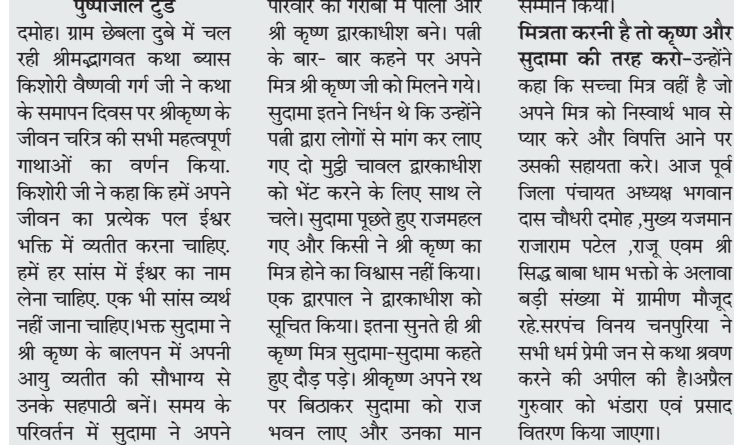 पुष्पांजलि टुडे
दमोह। ग्राम छेबला दुबे में चल
रही श्रीमद्भागवत कथा ब्यास
किशोरी वैष्णवी गर्ग जी ने कथा
के समापन दिवस पर श्रीकृष्ण के
जीवन चरित्र की सभी महत्वपूर्ण
गाथाओं का वर्णन किया.
किशोरी जी ने कहा कि हमें अपने
जीवन का प्रत्येक पल ईश्वर
भक्ति में व्यतीत करना चाहिए.
हमें हर सांस में ईश्वर का नाम
लेना चाहिए. एक भी सांस व्यर्थ
नहीं जाना चाहिए।भक्त सुदामा ने
श्री कृष्ण के बालपन में अपनी
आयु व्यतीत की सौभाग्य से
उनके सहपाठी बनें। समय के
परिवर्तन में सुदामा ने अपने
परिवार को गरीबी में पाला और
श्री कृष्ण द्वारकाधीश बने। पत्नी
के बार- बार कहने पर अपने
मित्र श्री कृष्ण जी को मिलने गये।
सुदामा इतने निर्धन थे कि उन्होंने
पत्नी द्वारा लोगों से मांग कर लाए
गए दो मुट्ठी चावल द्वारकाधीश
को भेंट करने के लिए साथ ले
चले। सुदामा पूछते हुए राजमहल
गए और किसी ने श्री कृष्ण का
मित्र होने का विश्वास नहीं किया।
एक द्वारपाल ने द्वारकाधीश को
सूचित किया। इतना सुनते ही श्री
कृष्ण मित्र सुदामा-सुदामा कहते
हुए दौड़ पड़े। श्रीकृष्ण अपने रथ
पर बिठाकर सुदामा को राज
भवन लाए और उनका मान
सम्मान किया।
मित्रता करनी है तो कृष्ण और
सुदामा की तरह करो-उन्होंने
कहा कि सच्चा मित्र वहीं है जो
अपने मित्र को निस्वार्थ भाव से
प्यार करे और विपत्ति आने पर
उसकी सहायता करे। आज पूर्व
जिला पंचायत अध्यक्ष भगवान
दास चौधरी दमोह ,मुख्य यजमान
राजाराम पटेल ,राजू एवम श्री
सिद्ध बाबा धाम भक्तो के अलावा
बड़ी संख्या में ग्रामीण मौजूद
रहे.सरपंच विनय चनपुरिया ने
सभी धर्म प्रेमी जन से कथा श्रवण
करने की अपील की है।अप्रैल
गुरुवार को भंडारा एवं प्रसाद
वितरण किया जाएगा।